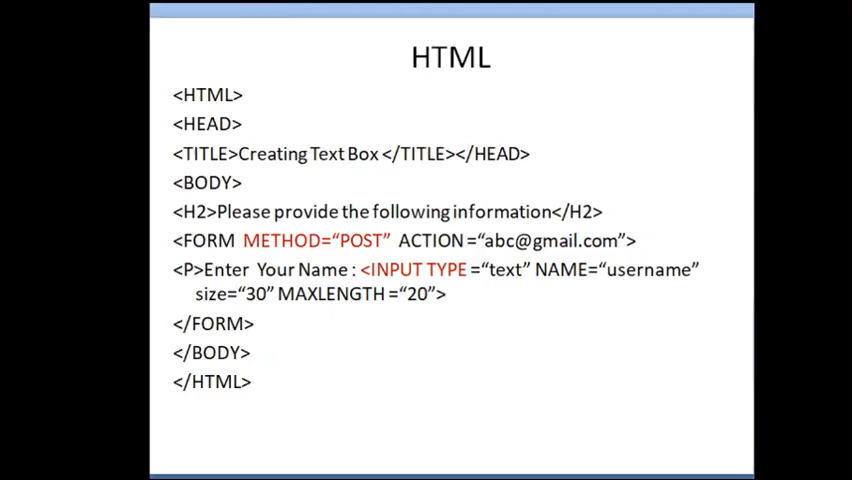 HTML
<HTML>
<HEAD>
<TITLE>Creating Text Box </TITLE></HEAD>
<BODY>
<H2>Please provide the following information</H2>
<FORM METHOD=“POST” ACTION =“abc@gmail.com”>
<P>Enter Your Name : <INPUT TYPE =“text” NAME=“username”
size=“30” MAXLENGTH =“20”>
</FORM>
</BODY>
</HTML>